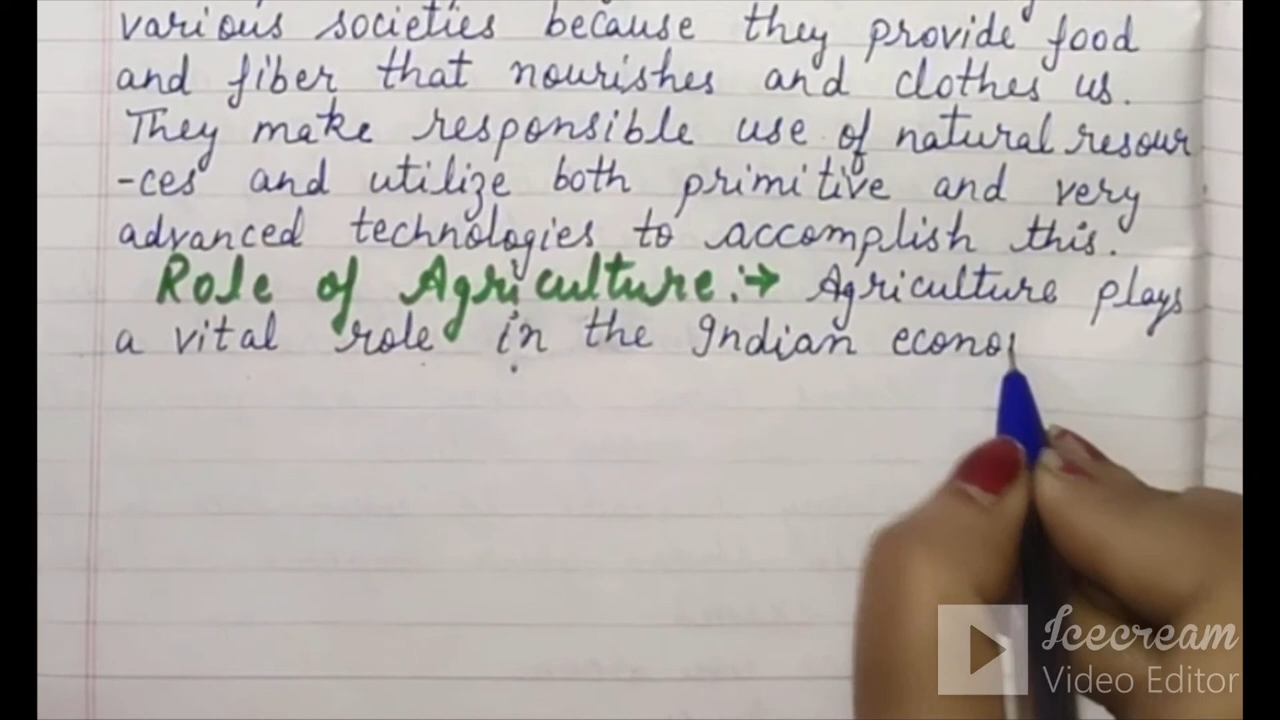 various societies because they provide food
and fiber that nourishes and clothes us.
They make responsible use of natural resour
-ces and utilize both primitive and very
advanced technologies to accomplish this.
Role of Agriculture:→ Agriculture plays
a vital role in the Indian econo
Icecream
Video Editor